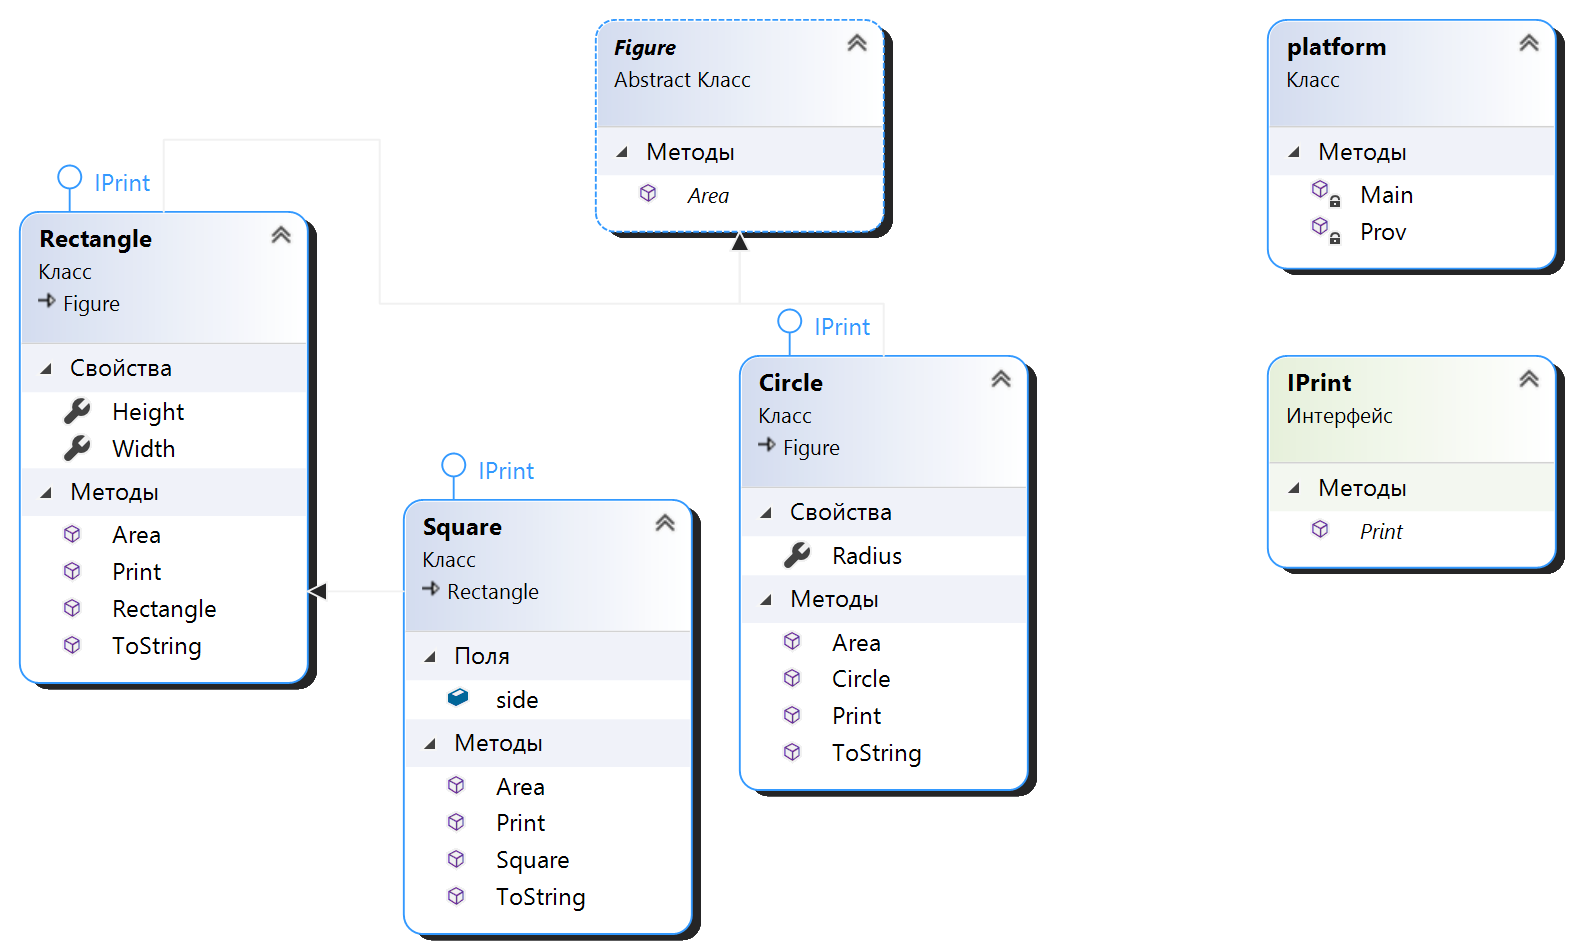 IPrint
Rectangle
Класс
Figure
Свойства
Height
Width
Методы
Area
Print
Rectangle
ToString
IPrint
Square
Класс
Rectangle
Поля
side
Методы
Area
Print
Square
ToString
Figure
Abstract Класс
Методы
Area
IPrint
Circle
Класс
Figure
Свойства
Radius
Методы
Area
Circle
Print
ToString
platform
Класс
Методы
Main
Prov
IPrint
Интерфейс
Методы
Print